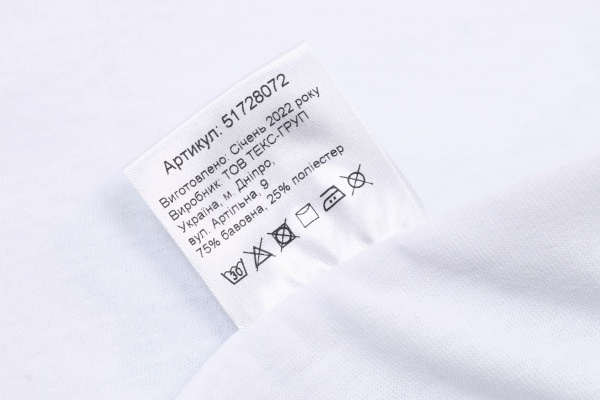 Артикул: 51728072
Виготовлено: Січень 2022 року
Виробник: ТОВ ТЕКС-ГРУП
Україна, м. Дніпро,
вул. Артільна, 9
75% бавовна, 25% поліестер
30